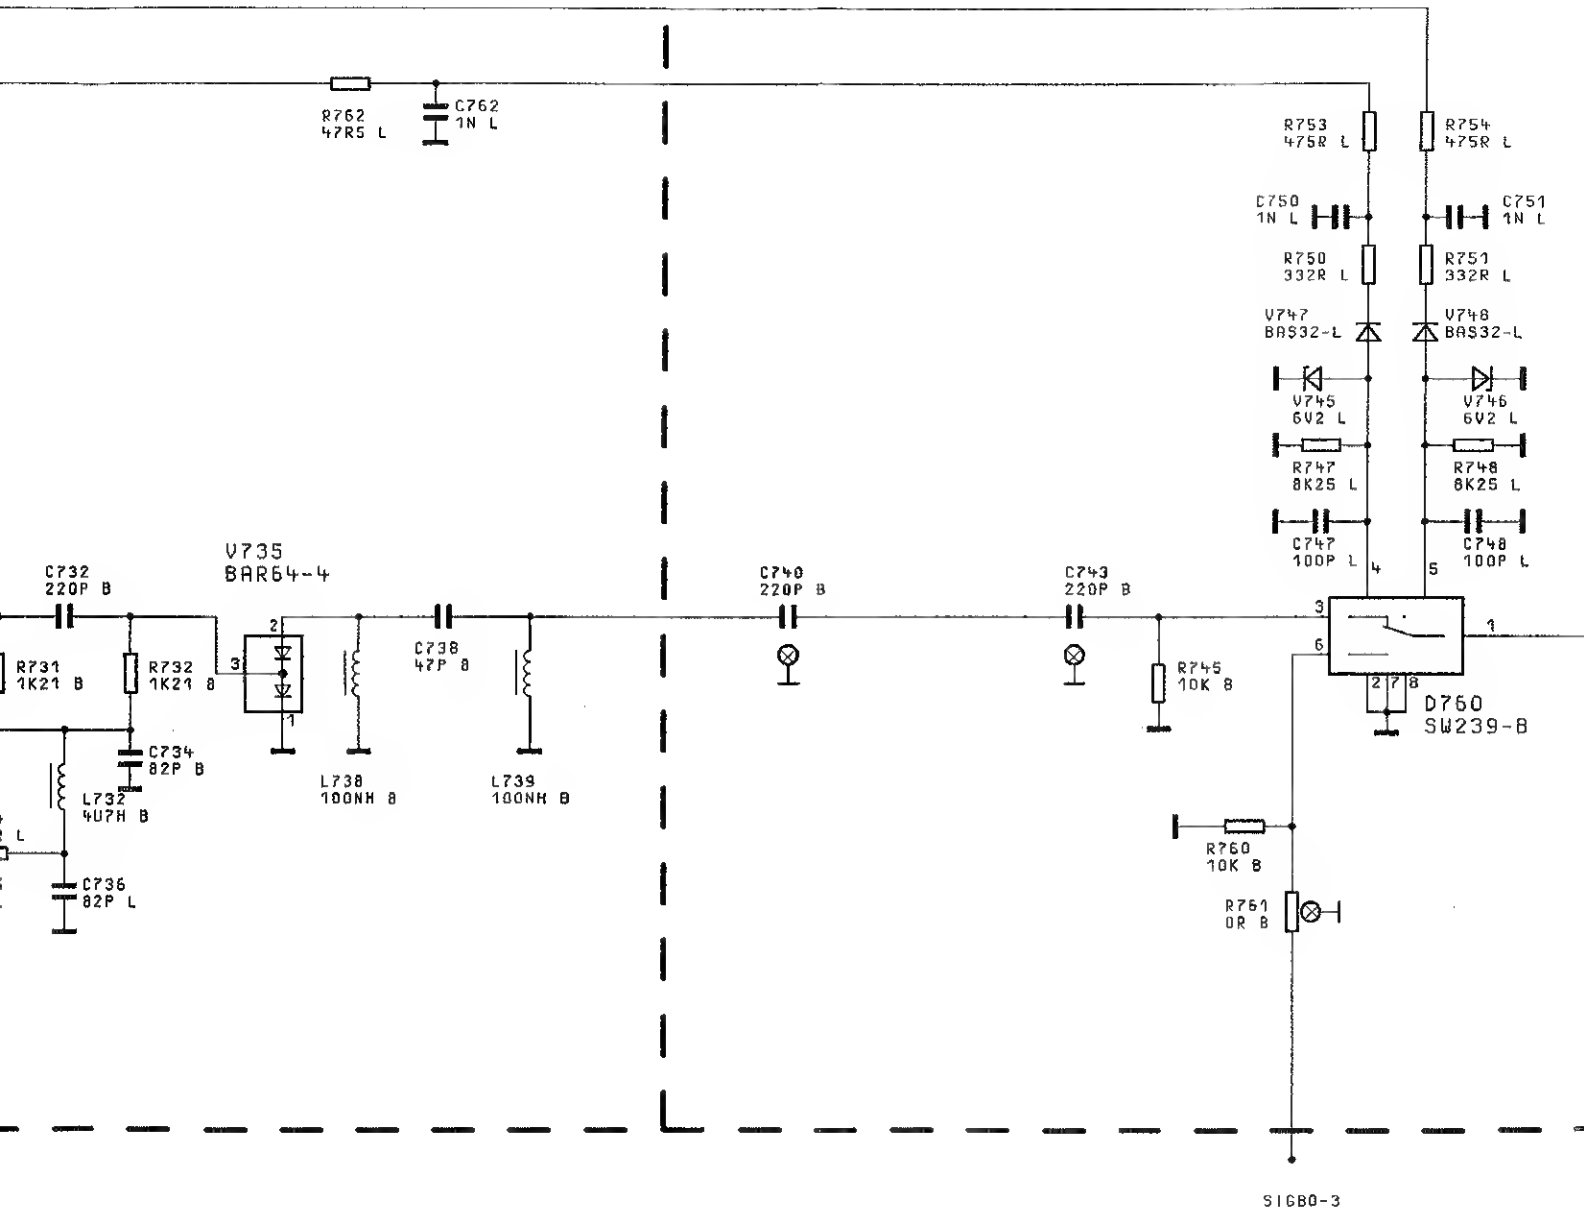 R762
47R5 L
C762
1N L
R753
475R L
R754
475R L
C750
1N L
C751
1N L
R750
332R L
R751
332R L
V747
BAS32-L
V748
BAS32-L
V745
6V2 L
V746
6V2 L
R747
8K25 L
R748
8K25 L
C747
100P L
C748
100P L
4
5
V735
BAR64-4
C732
220P B
2
3
1
C738
47P B
R731
1K21 B
R732
1K21 B
C740
220P B
C743
220P B
3
6
1
2 7 8
R745
10K B
D760
SW239-B
C734
82P B
L732
4U7H B
L738
100NH B
L739
100NH B
L
R760
10K B
C736
82P L
R761
0R B
SIGBO-3